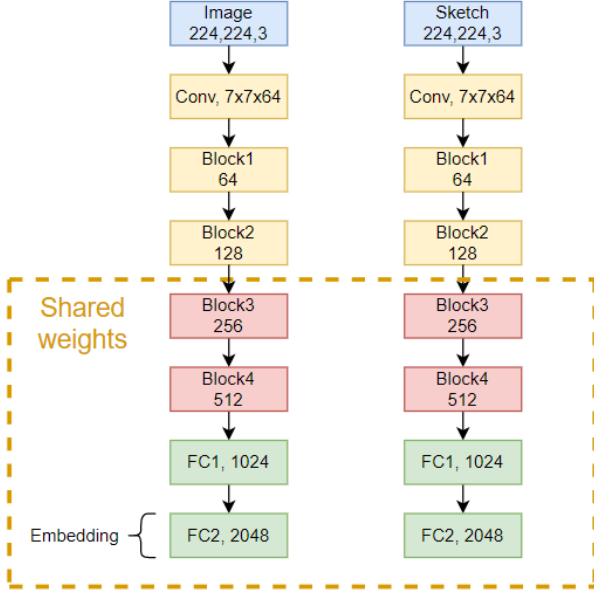 Image
224,224,3
Sketch
224,224,3
Conv, 7x7x64
Conv, 7x7x64
Block1
64
Block1
64
Block2
128
Block2
128
Shared
weights
Block3
256
Block3
256
Block4
512
Block4
512
FC1, 1024
FC1, 1024
Embedding
FC2, 2048
FC2, 2048